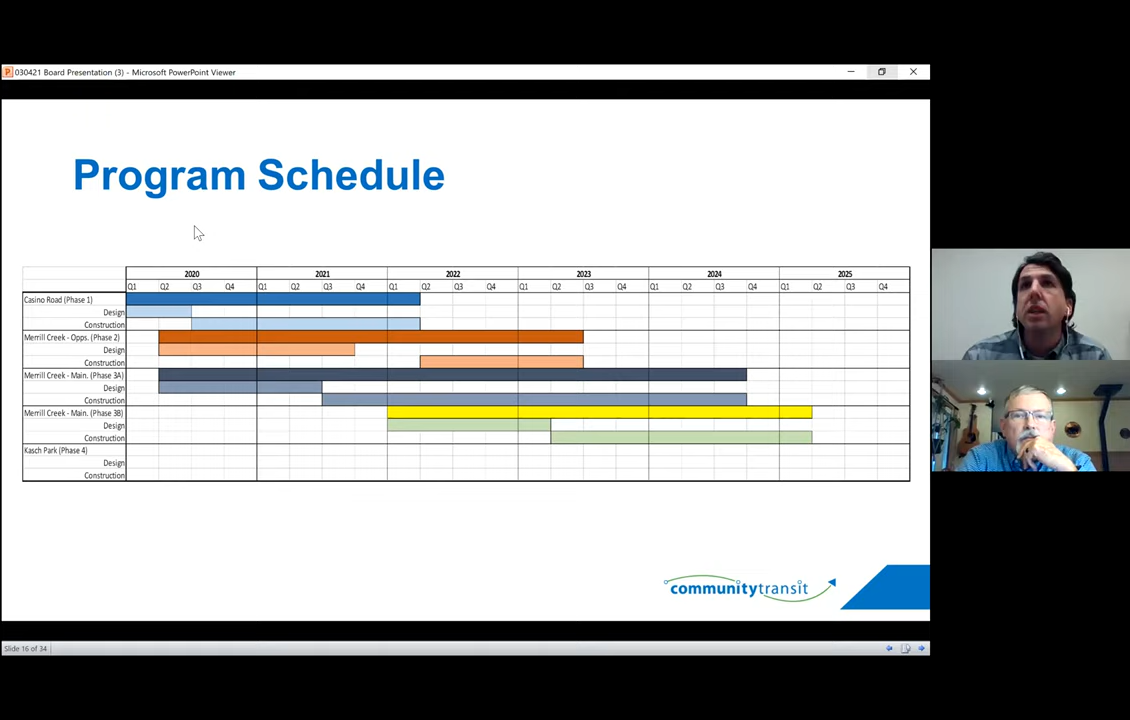 030421 Board Presentation (3) - Microsoft PowerPoint Viewer
Program Schedule
2020 2021 2022 2023 2024 2025
Q1 Q2 Q3 Q4 Q1 Q2 Q3 Q4 Q1 Q2 Q3 Q4 Q1 Q2 Q3 Q4 Q1 Q2 Q3 Q4 Q1 Q2 Q3 Q4
Casino Road (Phase 1)
Design
Construction
Merrill Creek - Opps. (Phase 2)
Design
Construction
Merrill Creek - Main. (Phase 3A)
Design
Construction
Merrill Creek - Main. (Phase 3B)
Design
Construction
Kasch Park (Phase 4)
Design
Construction
communitytransit
Slide 16 of 34